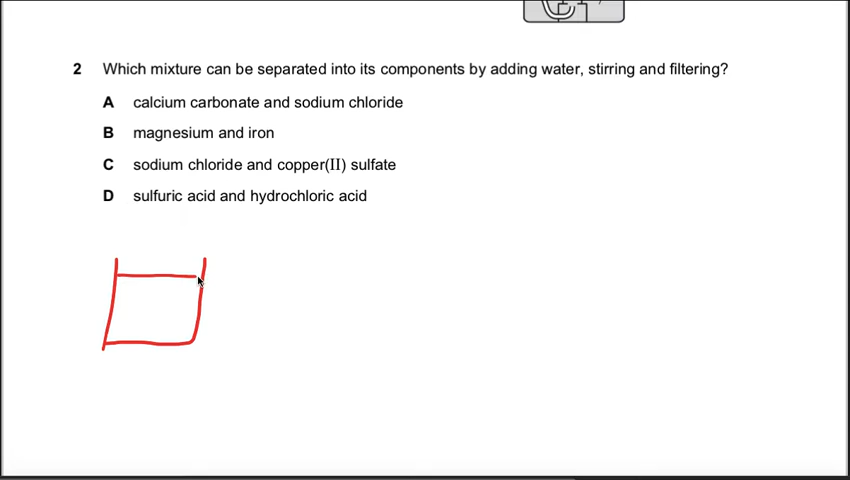 2 Which mixture can be separated into its components by adding water, stirring and filtering?
A calcium carbonate and sodium chloride
B magnesium and iron
C sodium chloride and copper(II) sulfate
D sulfuric acid and hydrochloric acid